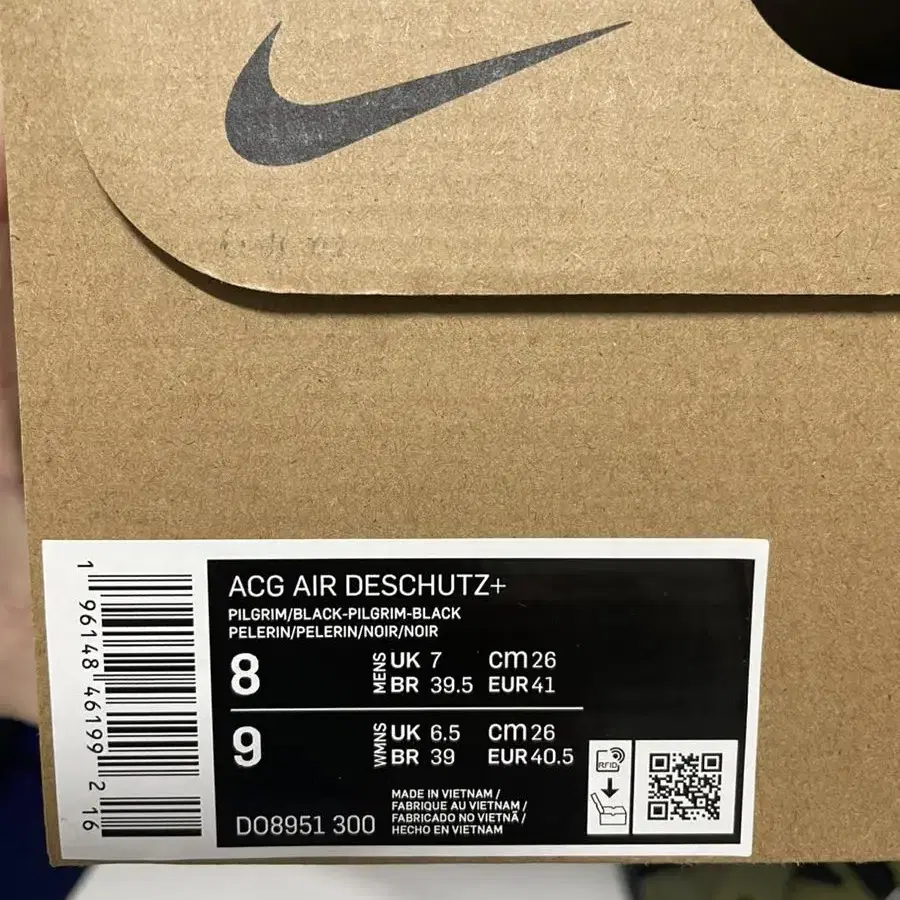 ACG AIR DESCHUTZ+
PILGRIM/BLACK-PILGRIM-BLACK
PELERIN/PELERIN/NOIR/NOIR
8 MENS UK 7 cm 26
BR 39.5 EUR 41
9 WMNS UK 6.5 cm 26
BR 39 EUR 40.5
MADE IN VIETNAM /
FABRIQUE AU VIETNAM /
FABRICADO NO VIETNÃ /
HECHO EN VIETNAM
DO8951 300
RFID
1 96148 46199 2 16